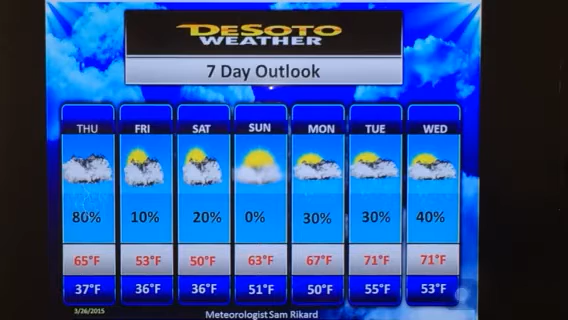 DESOTO
WEATHER
7 Day Outlook
THU FRI SAT SUN MON TUE WED
80% 10% 20% 0% 30% 30% 40%
65°F 53°F 50°F 63°F 67°F 71°F 71°F
37°F 36°F 36°F 51°F 50°F 55°F 53°F
3/26/2015
Meteorologist Sam Rikard